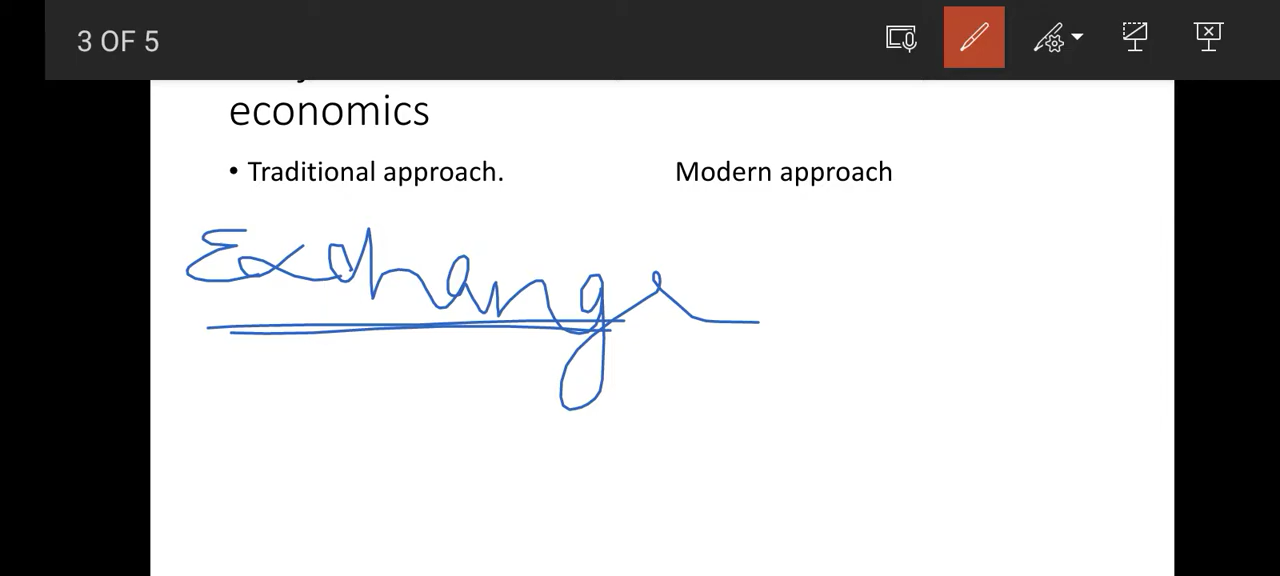 3 OF 5
economics
• Traditional approach. Modern approach
Exchange